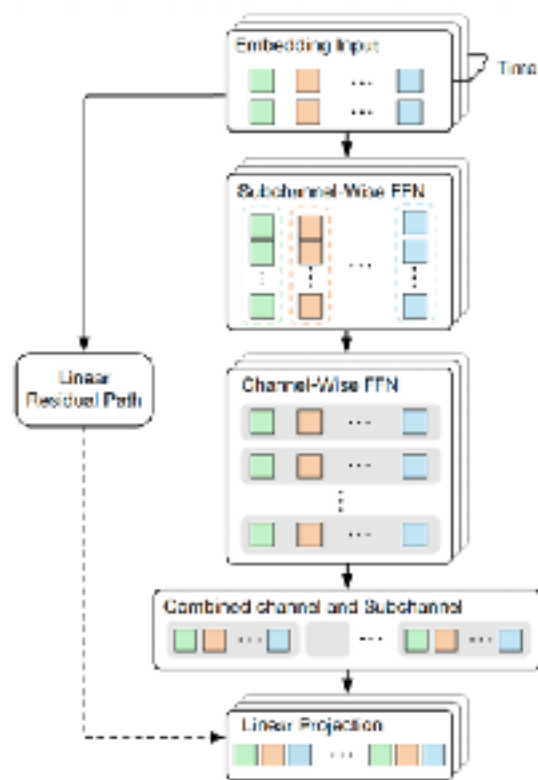 Embedding Input
Time
Subchannel-Wise FFN
Linear
Residual Path
Channel-Wise FFN
Combined channel and Subchannel
Linear Projection